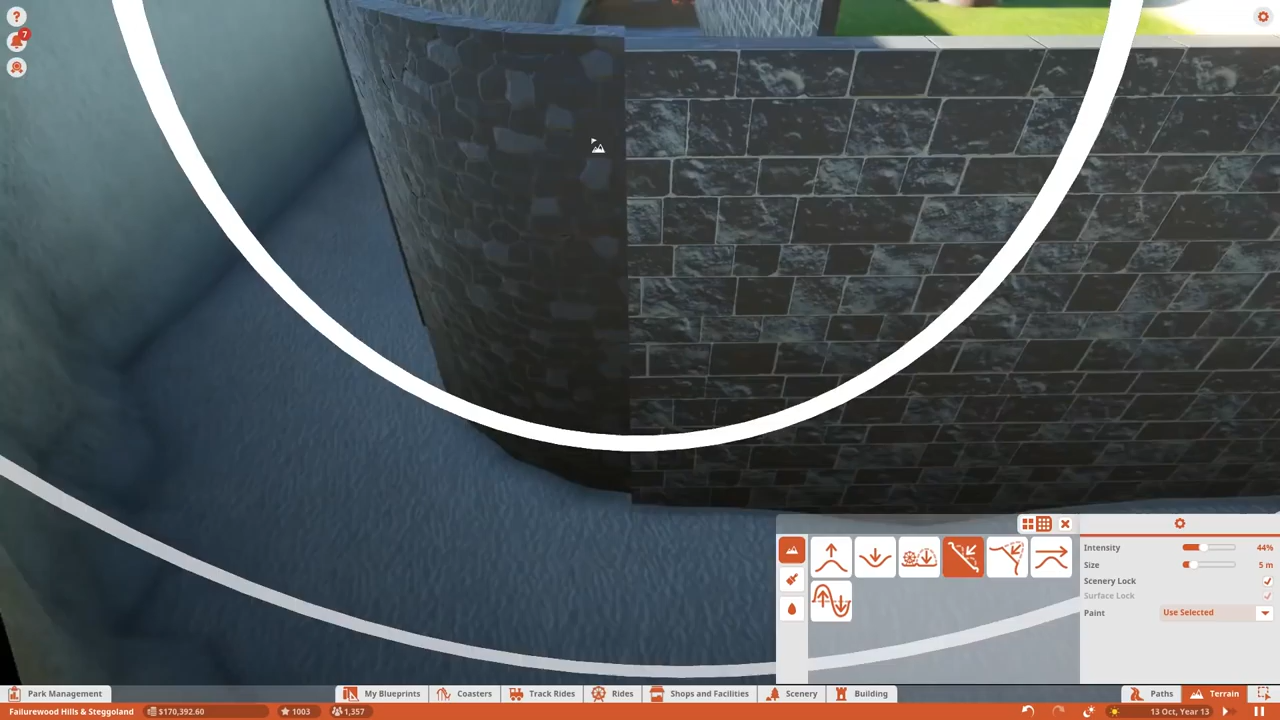 ?
7
Intensity 44%
Size 5 m
Scenery Lock
Surface Lock
Paint Use Selected
Park Management My Blueprints Coasters Track Rides Rides Shops and Facilities Scenery Building Paths Terrain
Failurewood Hills & Steggoland $170,392.60 1003 1,357 13 Oct, Year 13